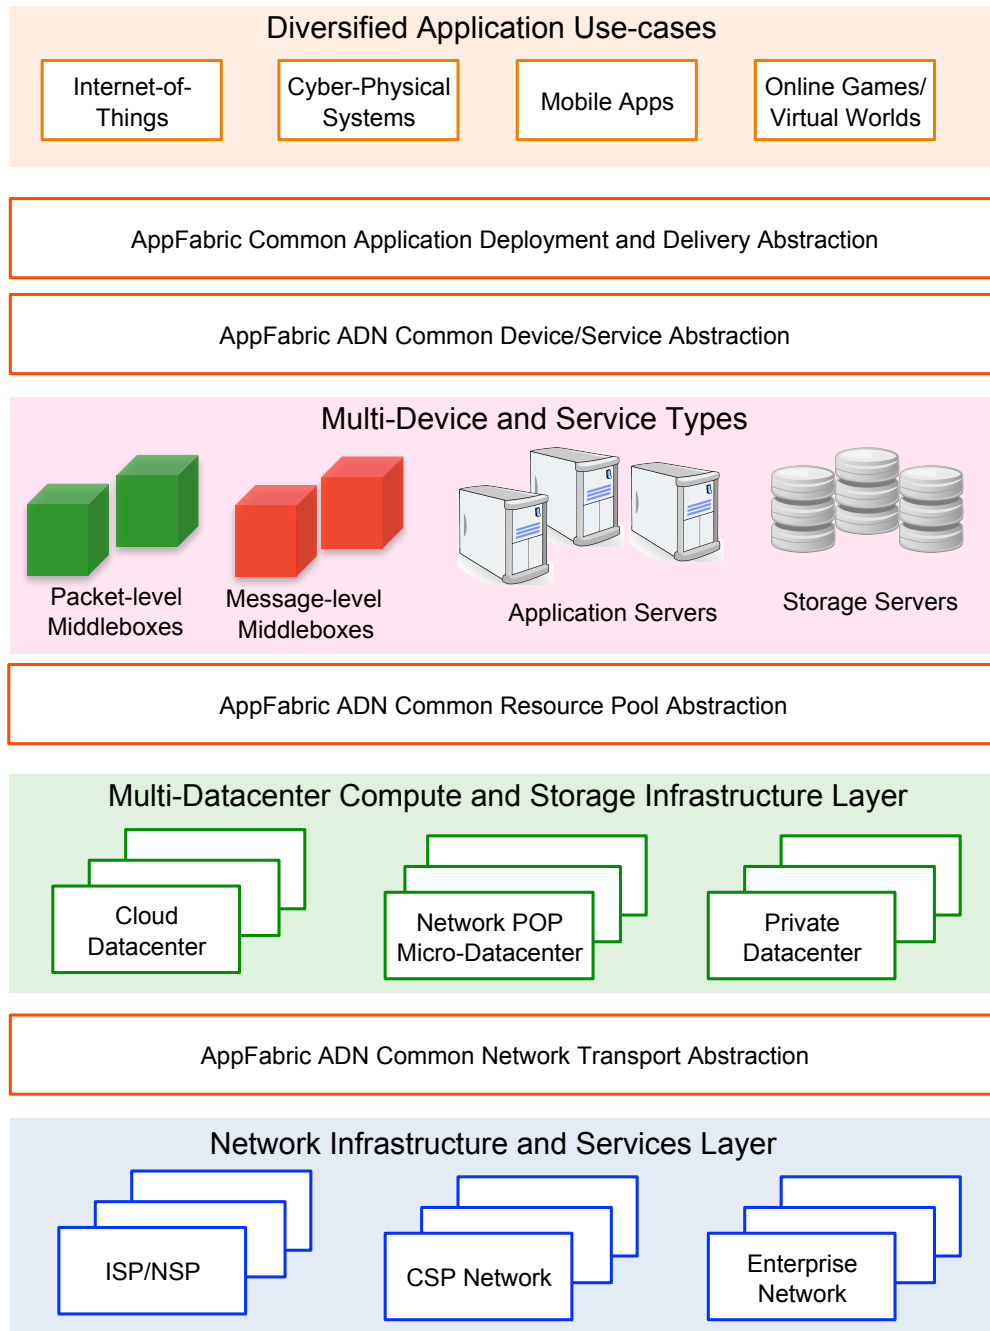 Diversified Application Use-cases
Internet-of-
Things
Cyber-Physical
Systems
Mobile Apps
Online Games/
Virtual Worlds
AppFabric Common Application Deployment and Delivery Abstraction
AppFabric ADN Common Device/Service Abstraction
Multi-Device and Service Types
Packet-level
Middleboxes
Message-level
Middleboxes
Application Servers
Storage Servers
AppFabric ADN Common Resource Pool Abstraction
Multi-Datacenter Compute and Storage Infrastructure Layer
Cloud
Datacenter
Network POP
Micro-Datacenter
Private
Datacenter
AppFabric ADN Common Network Transport Abstraction
Network Infrastructure and Services Layer
ISP/NSP
CSP Network
Enterprise
Network